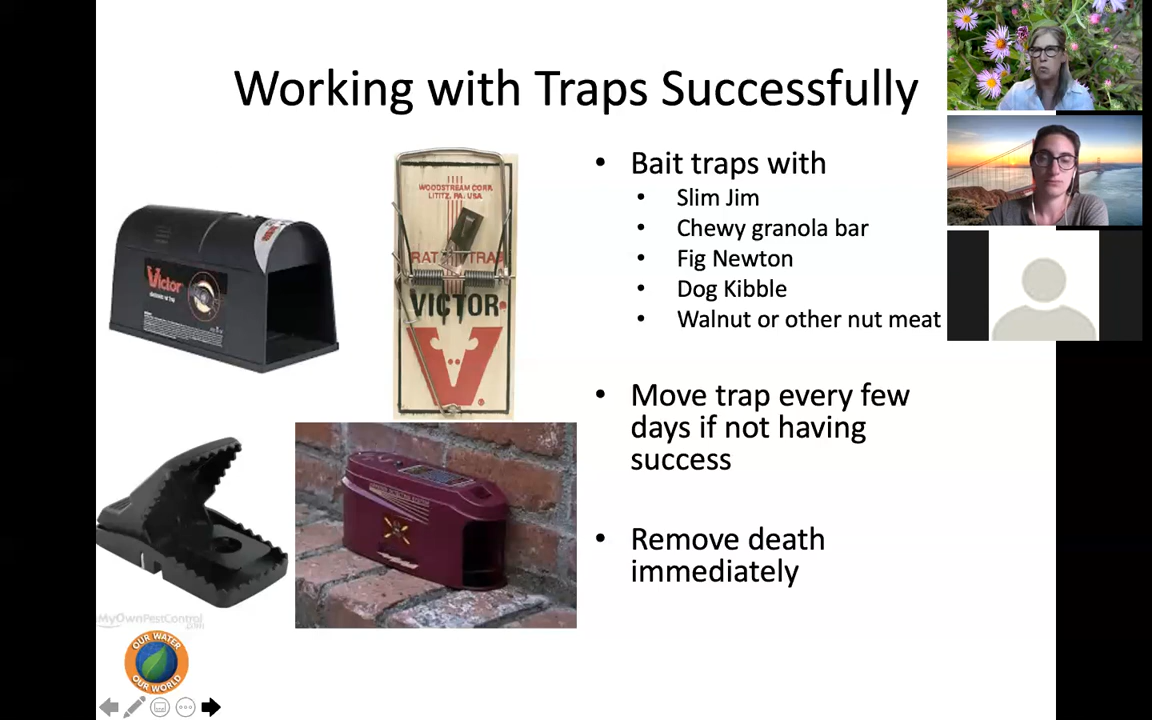 Working with Traps Successfully
WOODSTREAM CORP.
LITITZ, PA. USA
RAT TRAP
VICTOR
Victor
• Bait traps with
• Slim Jim
• Chewy granola bar
• Fig Newton
• Dog Kibble
• Walnut or other nut meat
• Move trap every few
days if not having
success
• Remove death
immediately
MyOwnPestControl
.com
OUR WATER
OUR WORLD